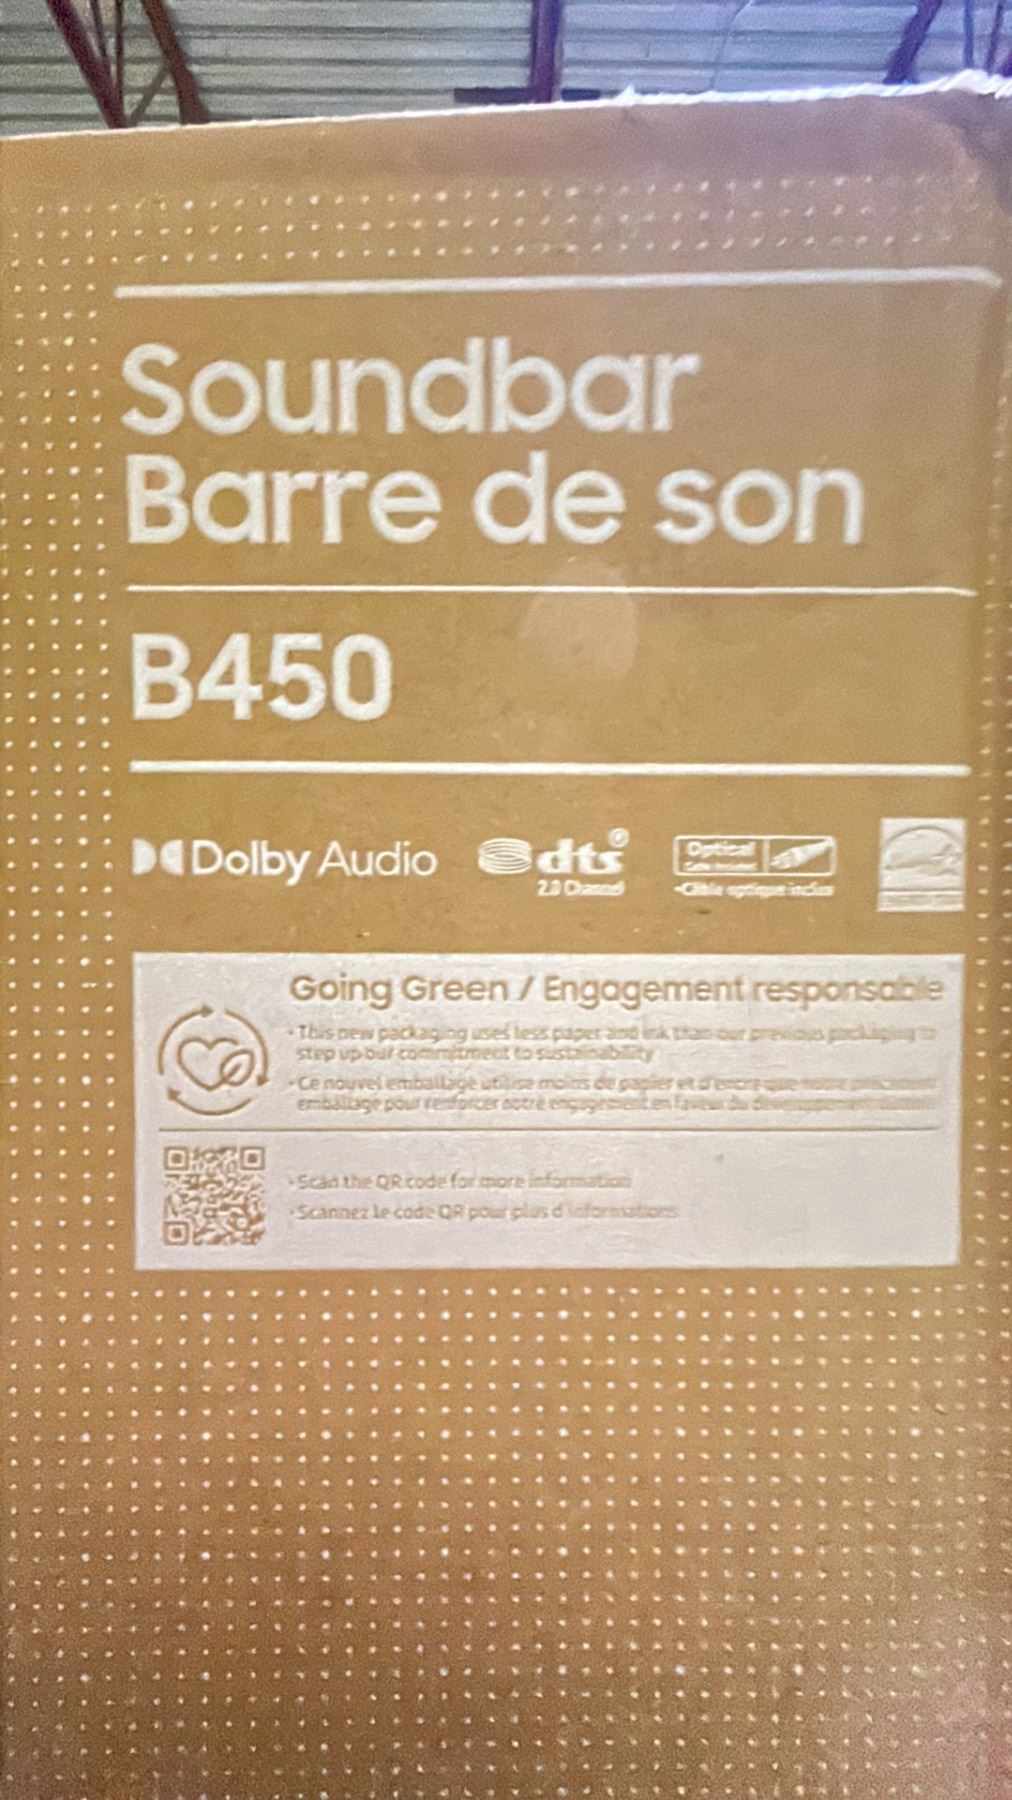 Soundbar
Barre de son
B450
Dolby Audio
dts®
2.0 Channel
Optical
•Câble optique inclus
Going Green / Engagement responsable
• This new packaging uses less paper and ink than our previous packaging to
step up our commitment to sustainability
• Ce nouvel emballage utilise moins de papier et d'encre que notre précédent
emballage pour renforcer notre engagement en faveur du développement
• Scan the QR code for more information
• Scannez le code QR pour plus d'informations